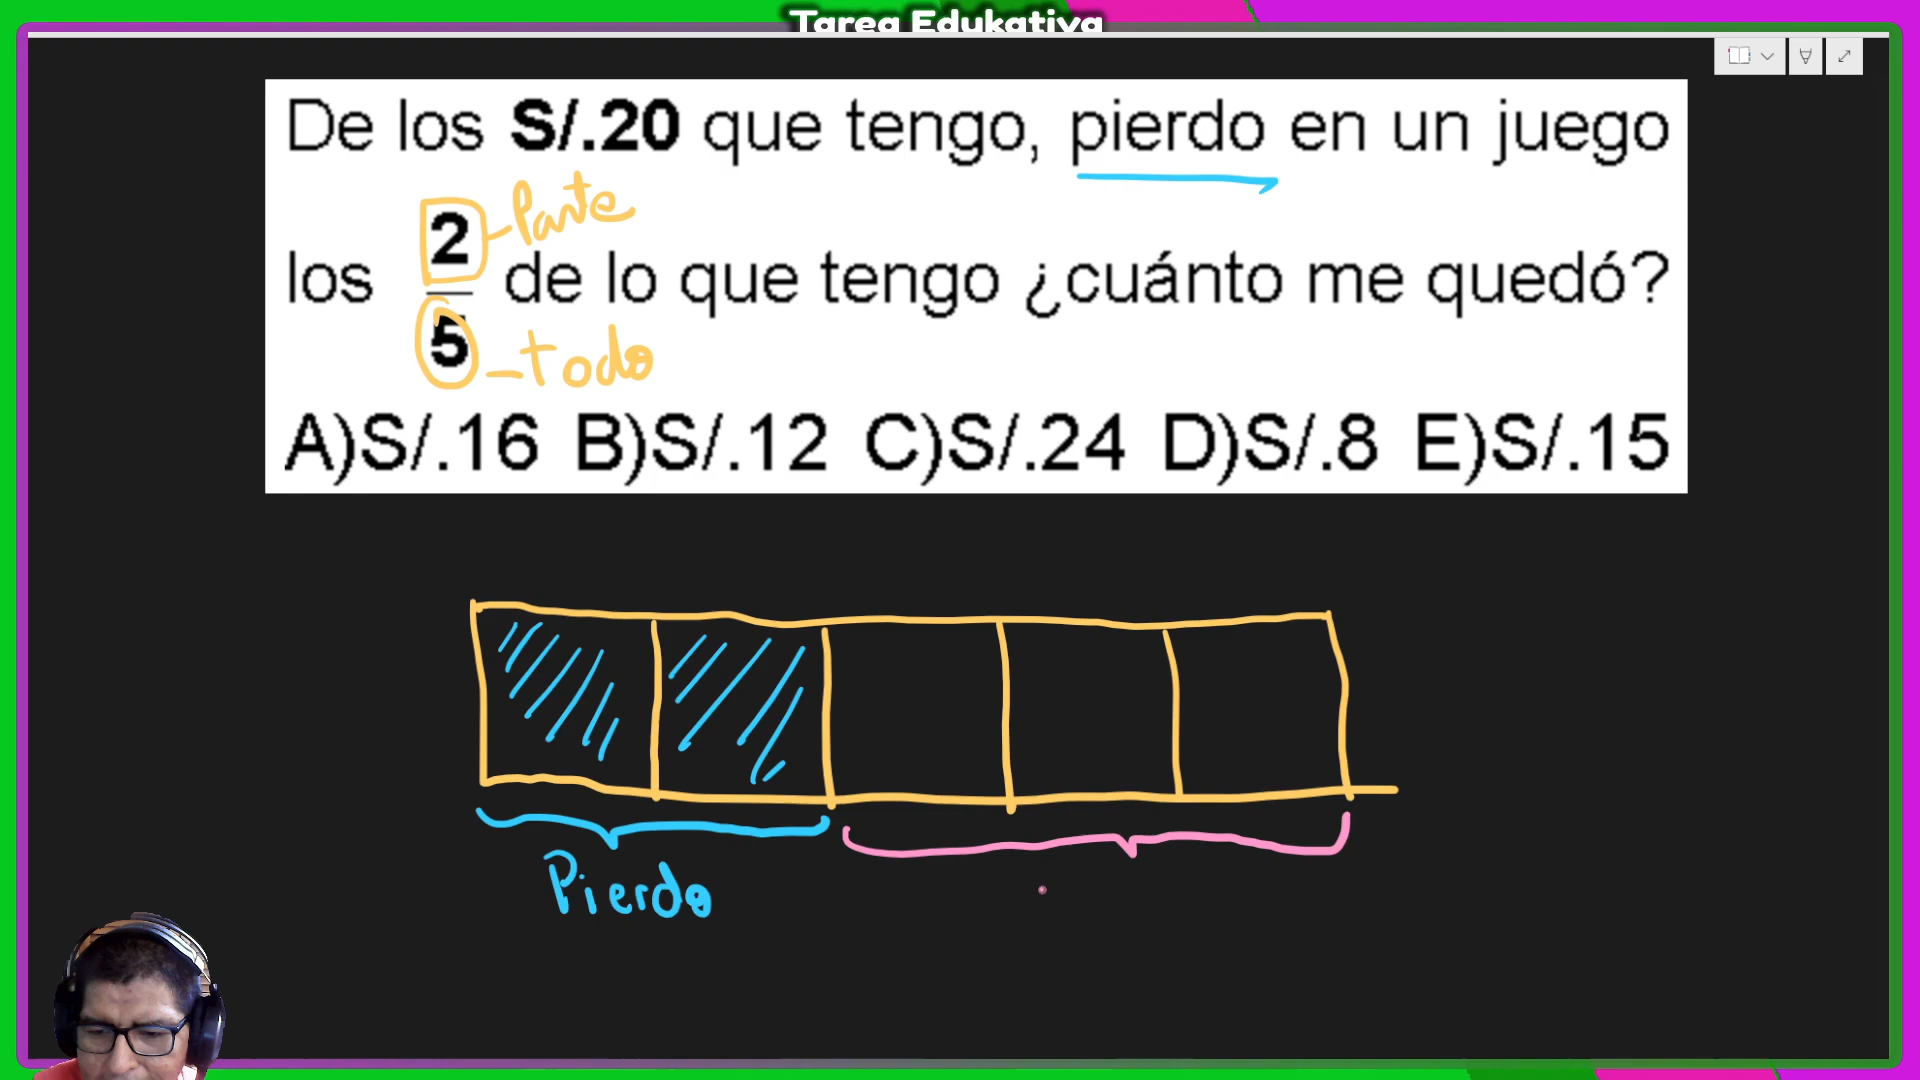 Tarea Edukativa
De los S/.20 que tengo, pierdo en un juego
los 2/5 de lo que tengo ¿cuánto me quedó?
Parte
todo
A)S/.16 B)S/.12 C)S/.24 D)S/.8 E)S/.15
Pierdo